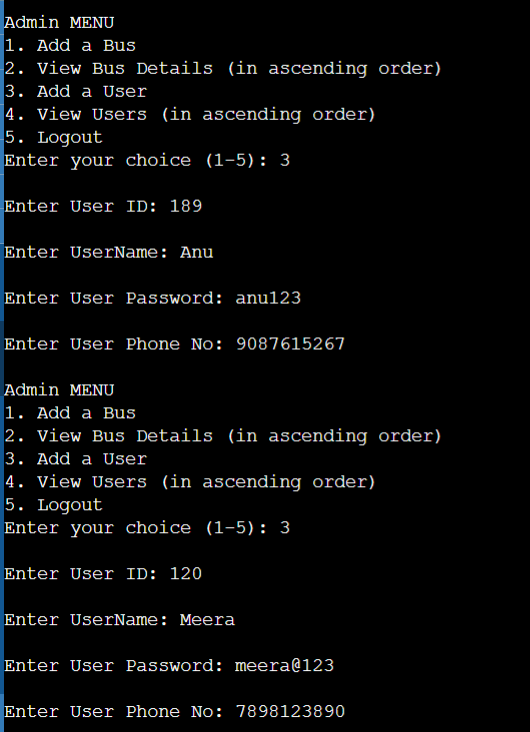 Admin MENU
1. Add a Bus
2. View Bus Details (in ascending order)
3. Add a User
4. View Users (in ascending order)
5. Logout
Enter your choice (1-5): 3
Enter User ID: 189
Enter UserName: Anu
Enter User Password: anu123
Enter User Phone No: 9087615267
Admin MENU
1. Add a Bus
2. View Bus Details (in ascending order)
3. Add a User
4. View Users (in ascending order)
5. Logout
Enter your choice (1-5): 3
Enter User ID: 120
Enter UserName: Meera
Enter User Password: meera@123
Enter User Phone No: 7898123890